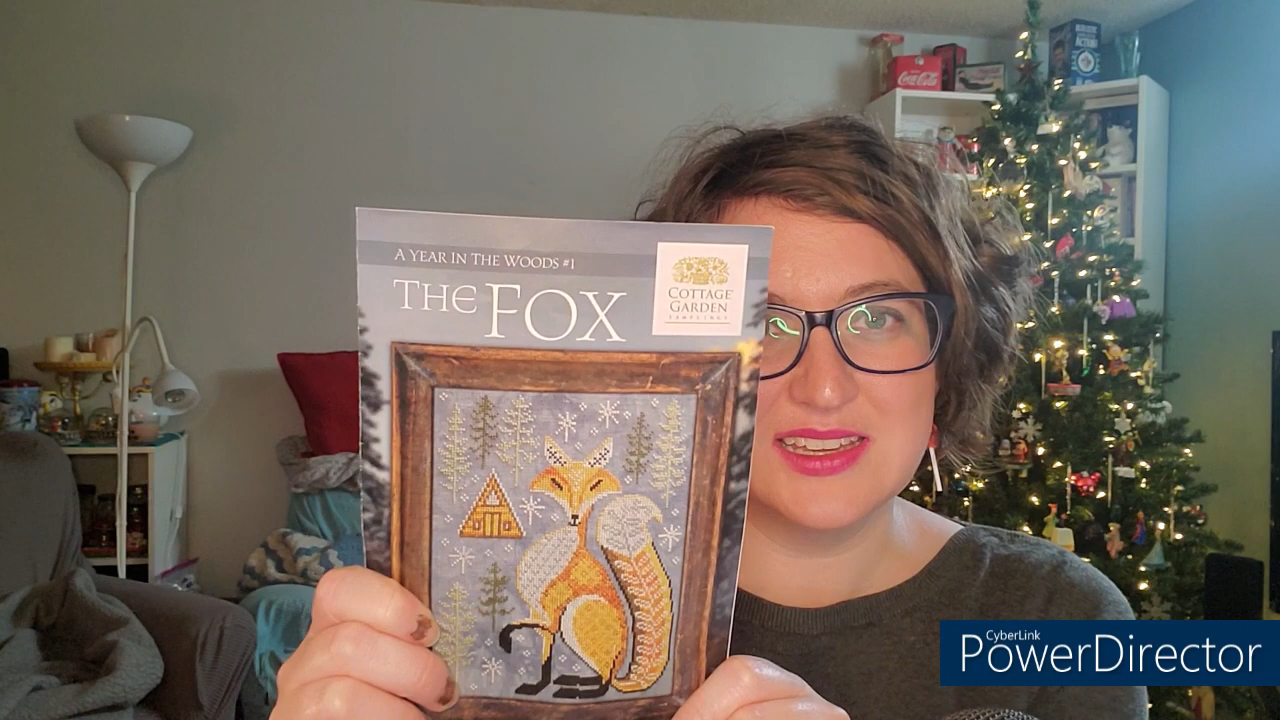 Coca-Cola
A YEAR IN THE WOODS #1
THE FOX
COTTAGE
GARDEN
SAMPLINGS
CyberLink
PowerDirector